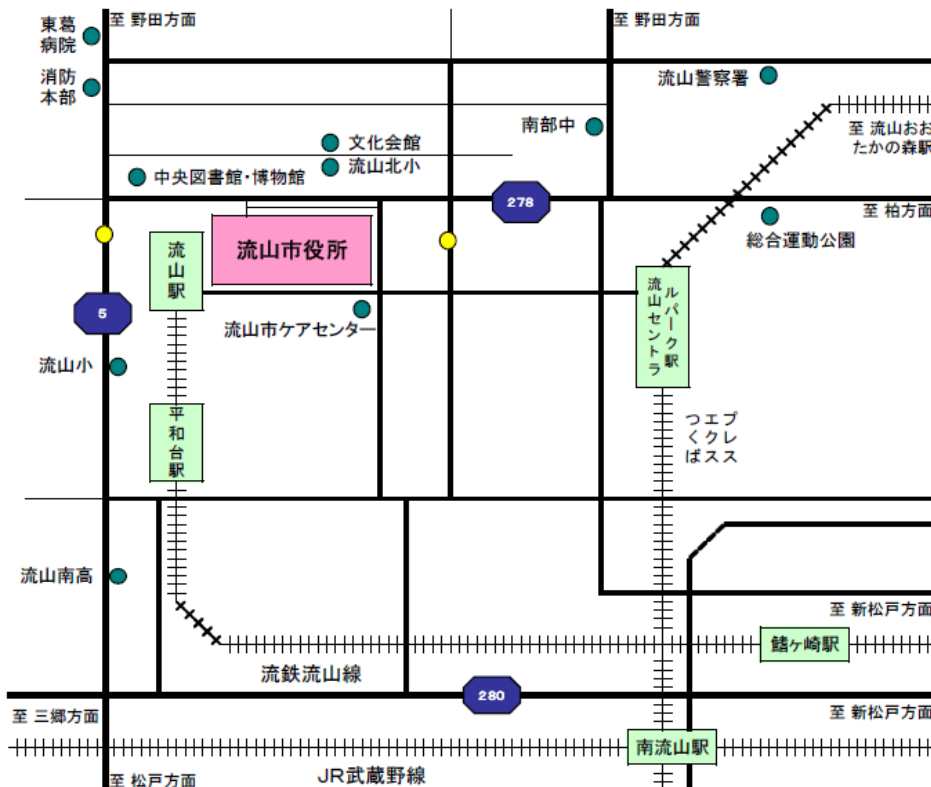 東葛
病院
至 野田方面
至 野田方面
消防
本部
流山警察署
南部中
至 流山おお
たかの森駅
文化会館
流山北小
中央図書館・博物館
278
至 柏方面
総合運動公園
流山駅
流山市役所
流山セントラ
ルパーク駅
5
流山市ケアセンター
流山小
平和台駅
つくば
エクス
プレス
流山南高
至 新松戸方面
鰭ヶ崎駅
流鉄流山線
280
至 三郷方面
至 新松戸方面
南流山駅
JR武蔵野線
至 松戸方面